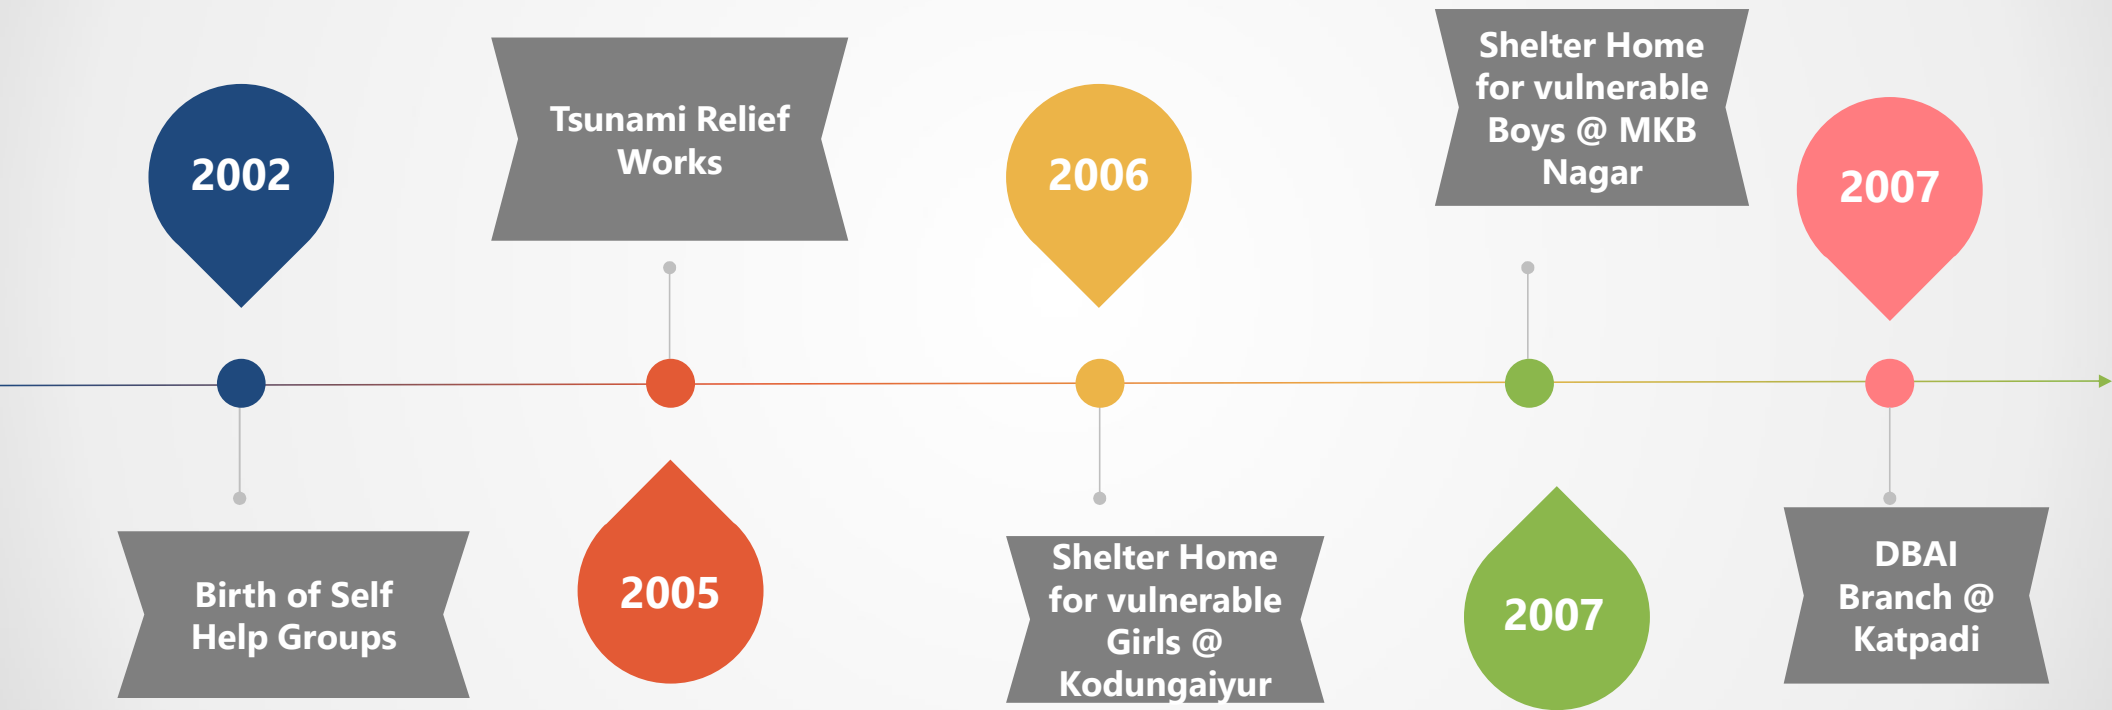 2002
Birth of Self
Help Groups
Tsunami Relief
Works
2005
2006
Shelter Home
for vulnerable
Girls @
Kodungaiyur
Shelter Home
for vulnerable
Boys @ MKB
Nagar
2007
2007
DBAI
Branch @
Katpadi